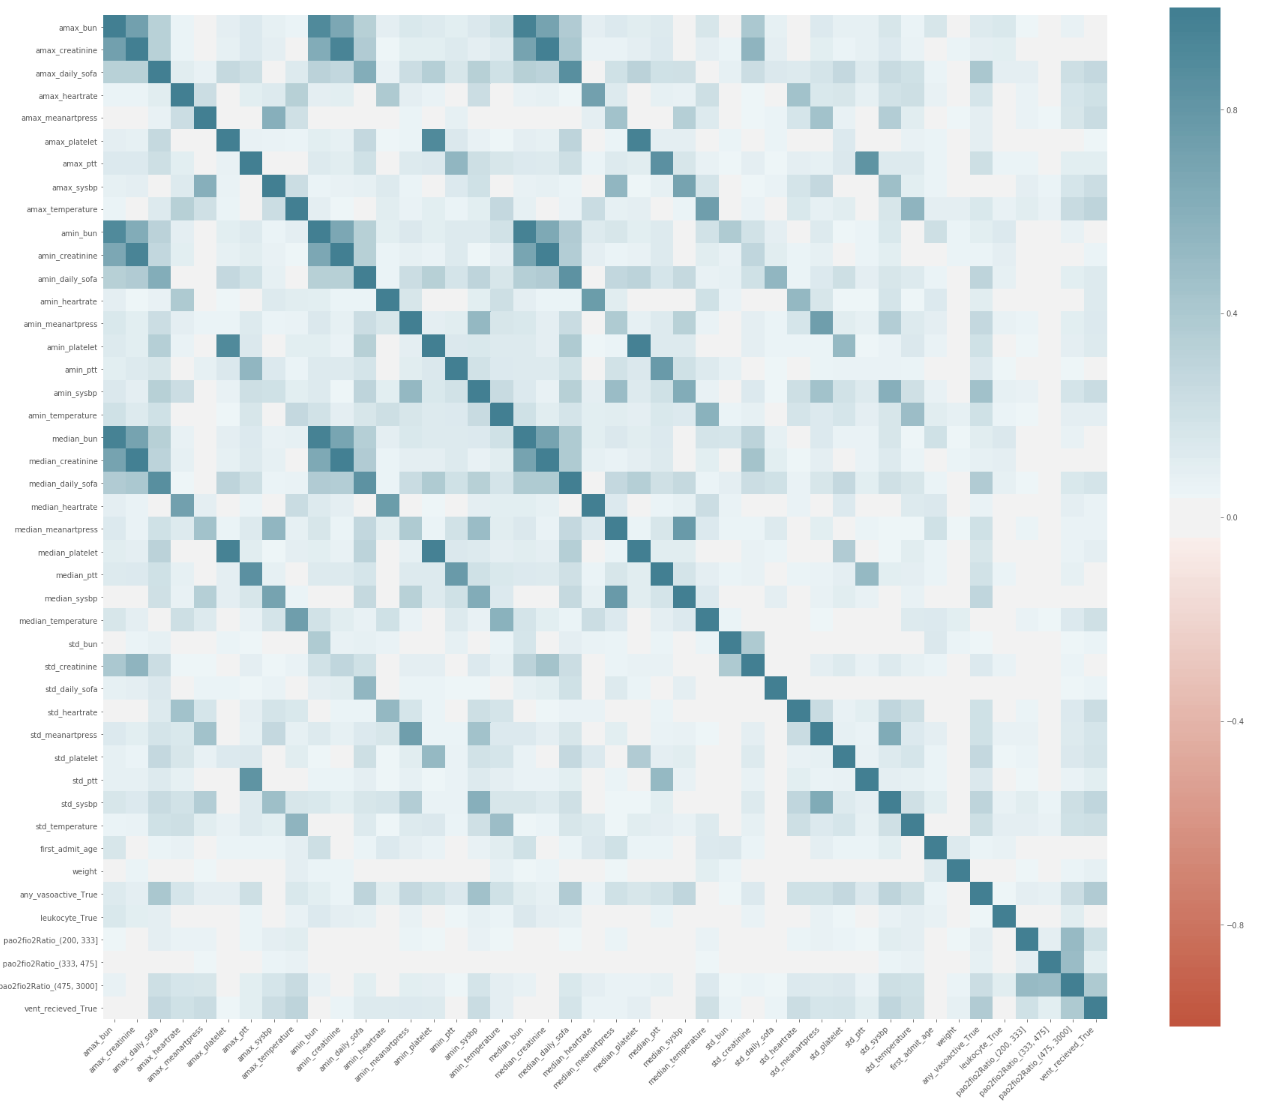 amax_bun
amax_creatinine
amax_daily_sofa
amax_heartrate
amax_meanartpress
amax_platelet
amax_ptt
amax_sysbp
amax_temperature
amin_bun
amin_creatinine
amin_daily_sofa
amin_heartrate
amin_meanartpress
amin_platelet
amin_ptt
amin_sysbp
amin_temperature
median_bun
median_creatinine
median_daily_sofa
median_heartrate
median_meanartpress
median_platelet
median_ptt
median_sysbp
median_temperature
std_bun
std_creatinine
std_daily_sofa
std_heartrate
std_meanartpress
std_platelet
std_ptt
std_sysbp
std_temperature
first_admit_age
weight
any_vasoactive_True
leukocyte_True
pao2fio2Ratio_(200, 333]
pao2fio2Ratio_(333, 475]
pao2fio2Ratio_(475, 3000]
vent_recieved_True
amax_bun
amax_creatinine
amax_daily_sofa
amax_heartrate
amax_meanartpress
amax_platelet
amax_ptt
amax_sysbp
amax_temperature
amin_bun
amin_creatinine
amin_daily_sofa
amin_heartrate
amin_meanartpress
amin_platelet
amin_ptt
amin_sysbp
amin_temperature
median_bun
median_creatinine
median_daily_sofa
median_heartrate
median_meanartpress
median_platelet
median_ptt
median_sysbp
median_temperature
std_bun
std_creatinine
std_daily_sofa
std_heartrate
std_meanartpress
std_platelet
std_ptt
std_sysbp
std_temperature
first_admit_age
weight
any_vasoactive_True
leukocyte_True
pao2fio2Ratio_(200, 333]
pao2fio2Ratio_(333, 475]
pao2fio2Ratio_(475, 3000]
vent_recieved_True
0.8
0.4
0.0
−0.4
−0.8